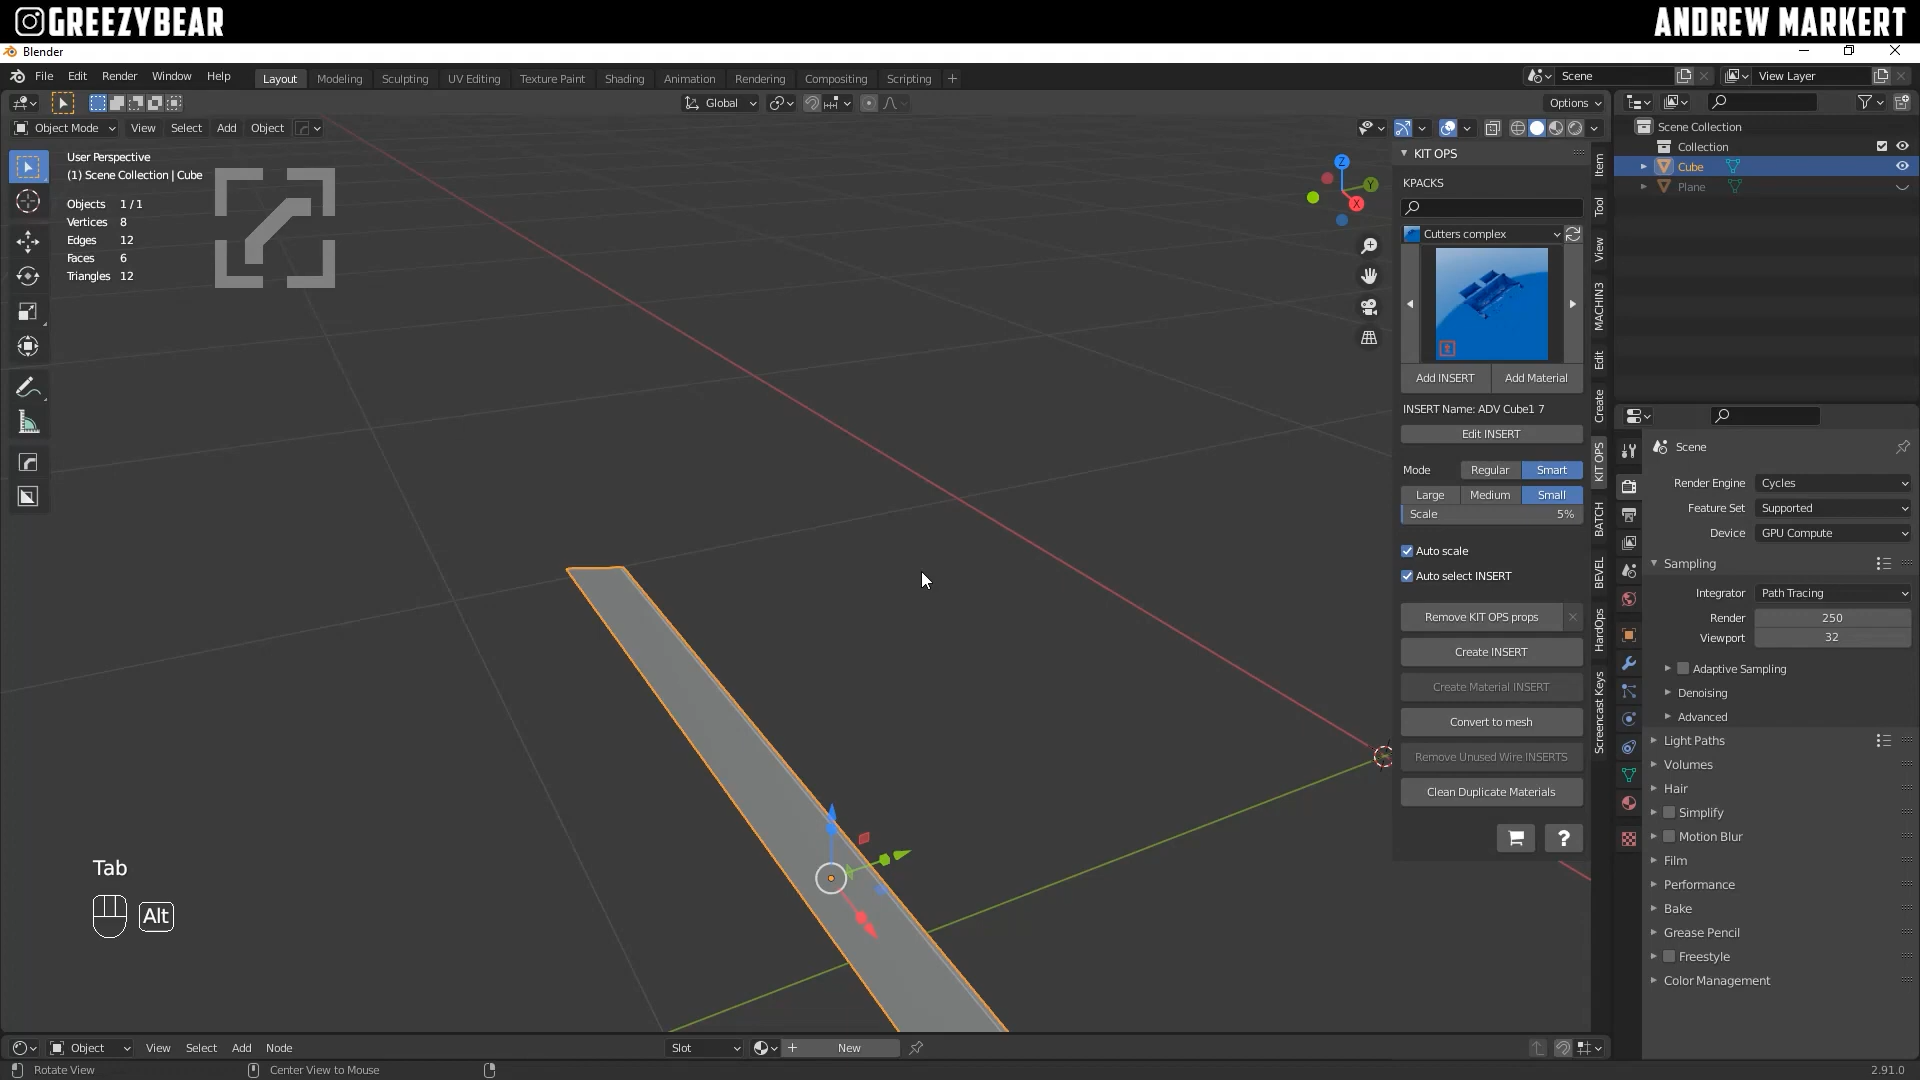 GREEZYBEAR
ANDREW MARKERT
Blender
File Edit Render Window Help
Layout Modeling Sculpting UV Editing Texture Paint Shading Animation Rendering Compositing Scripting +
Scene
View Layer
Global
Options
Object Mode View Select Add Object
User Perspective
(1) Scene Collection | Cube
Objects 1 / 1
Vertices 8
Edges 12
Faces 6
Triangles 12
Z
Y
X
KIT OPS
KPACKS
Cutters complex
Add INSERT Add Material
INSERT Name: ADV Cube1 7
Edit INSERT
Mode Regular Smart
Large Medium Small
Scale 5%
Auto scale
Auto select INSERT
Remove KIT OPS props
Create INSERT
Create Material INSERT
Convert to mesh
Remove Unused Wire INSERTS
Clean Duplicate Materials
?
Item
Tool
View
MACHIN3
Edit
Create
KIT OPS
BATCH
BEVEL
HardOps
Screencast Keys
Scene Collection
Collection
Cube
Plane
Scene
Render Engine Cycles
Feature Set Supported
Device GPU Compute
Sampling
Integrator Path Tracing
Render 250
Viewport 32
Adaptive Sampling
Denoising
Advanced
Light Paths
Volumes
Hair
Simplify
Motion Blur
Film
Performance
Bake
Grease Pencil
Freestyle
Color Management
Tab
Alt
Object View Select Add Node
Slot
+ New
Rotate View
Center View to Mouse
2.91.0